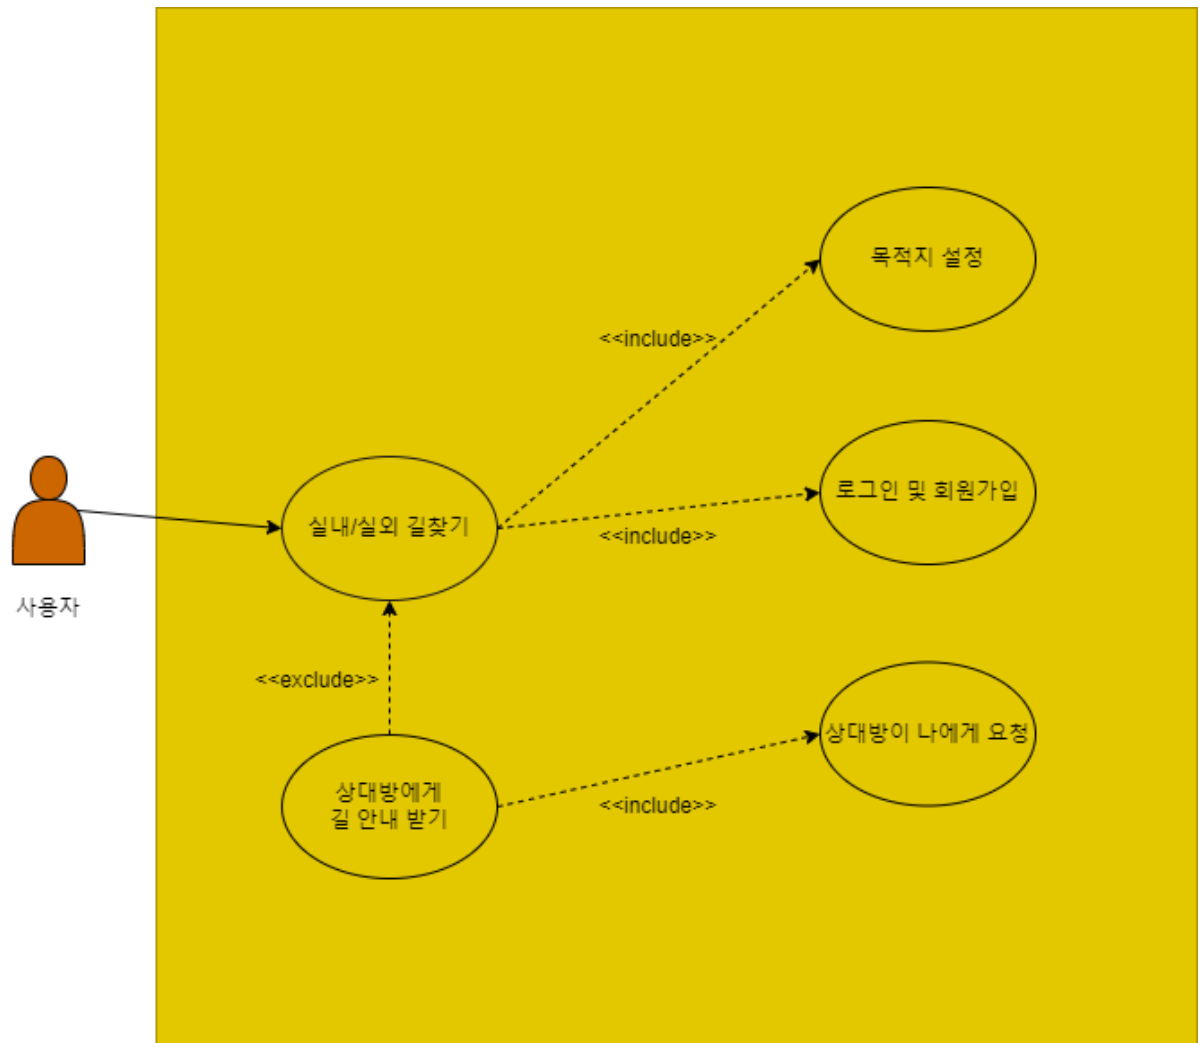 목적지 설정
<<include>>
로그인 및 회원가입
실내/실외 길찾기
<<include>>
사용자
<<exclude>>
상대방이 나에게 요청
상대방에게
길 안내 받기
<<include>>